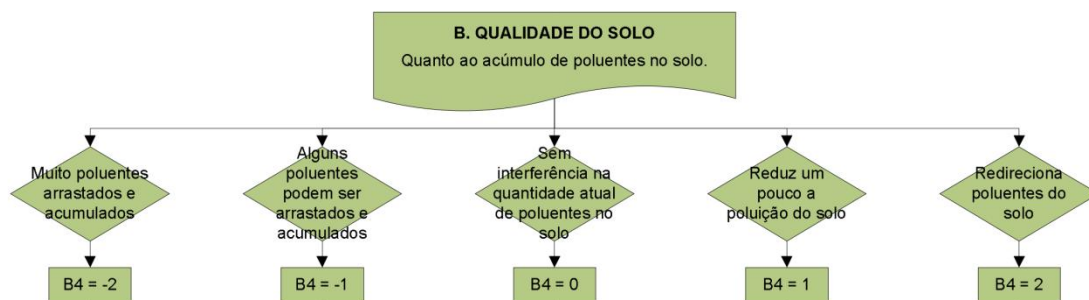 B. QUALIDADE DO SOLO
Quanto ao acúmulo de poluentes no solo.
Muito poluentes
arrastados e
acumulados
Alguns
poluentes
podem ser
arrastados e
acumulados
Sem
interferência na
quantidade atual
de poluentes no
solo
Reduz um
pouco a
poluição do solo
Redireciona
poluentes do
solo
B4 = -2
B4 = -1
B4 = 0
B4 = 1
B4 = 2